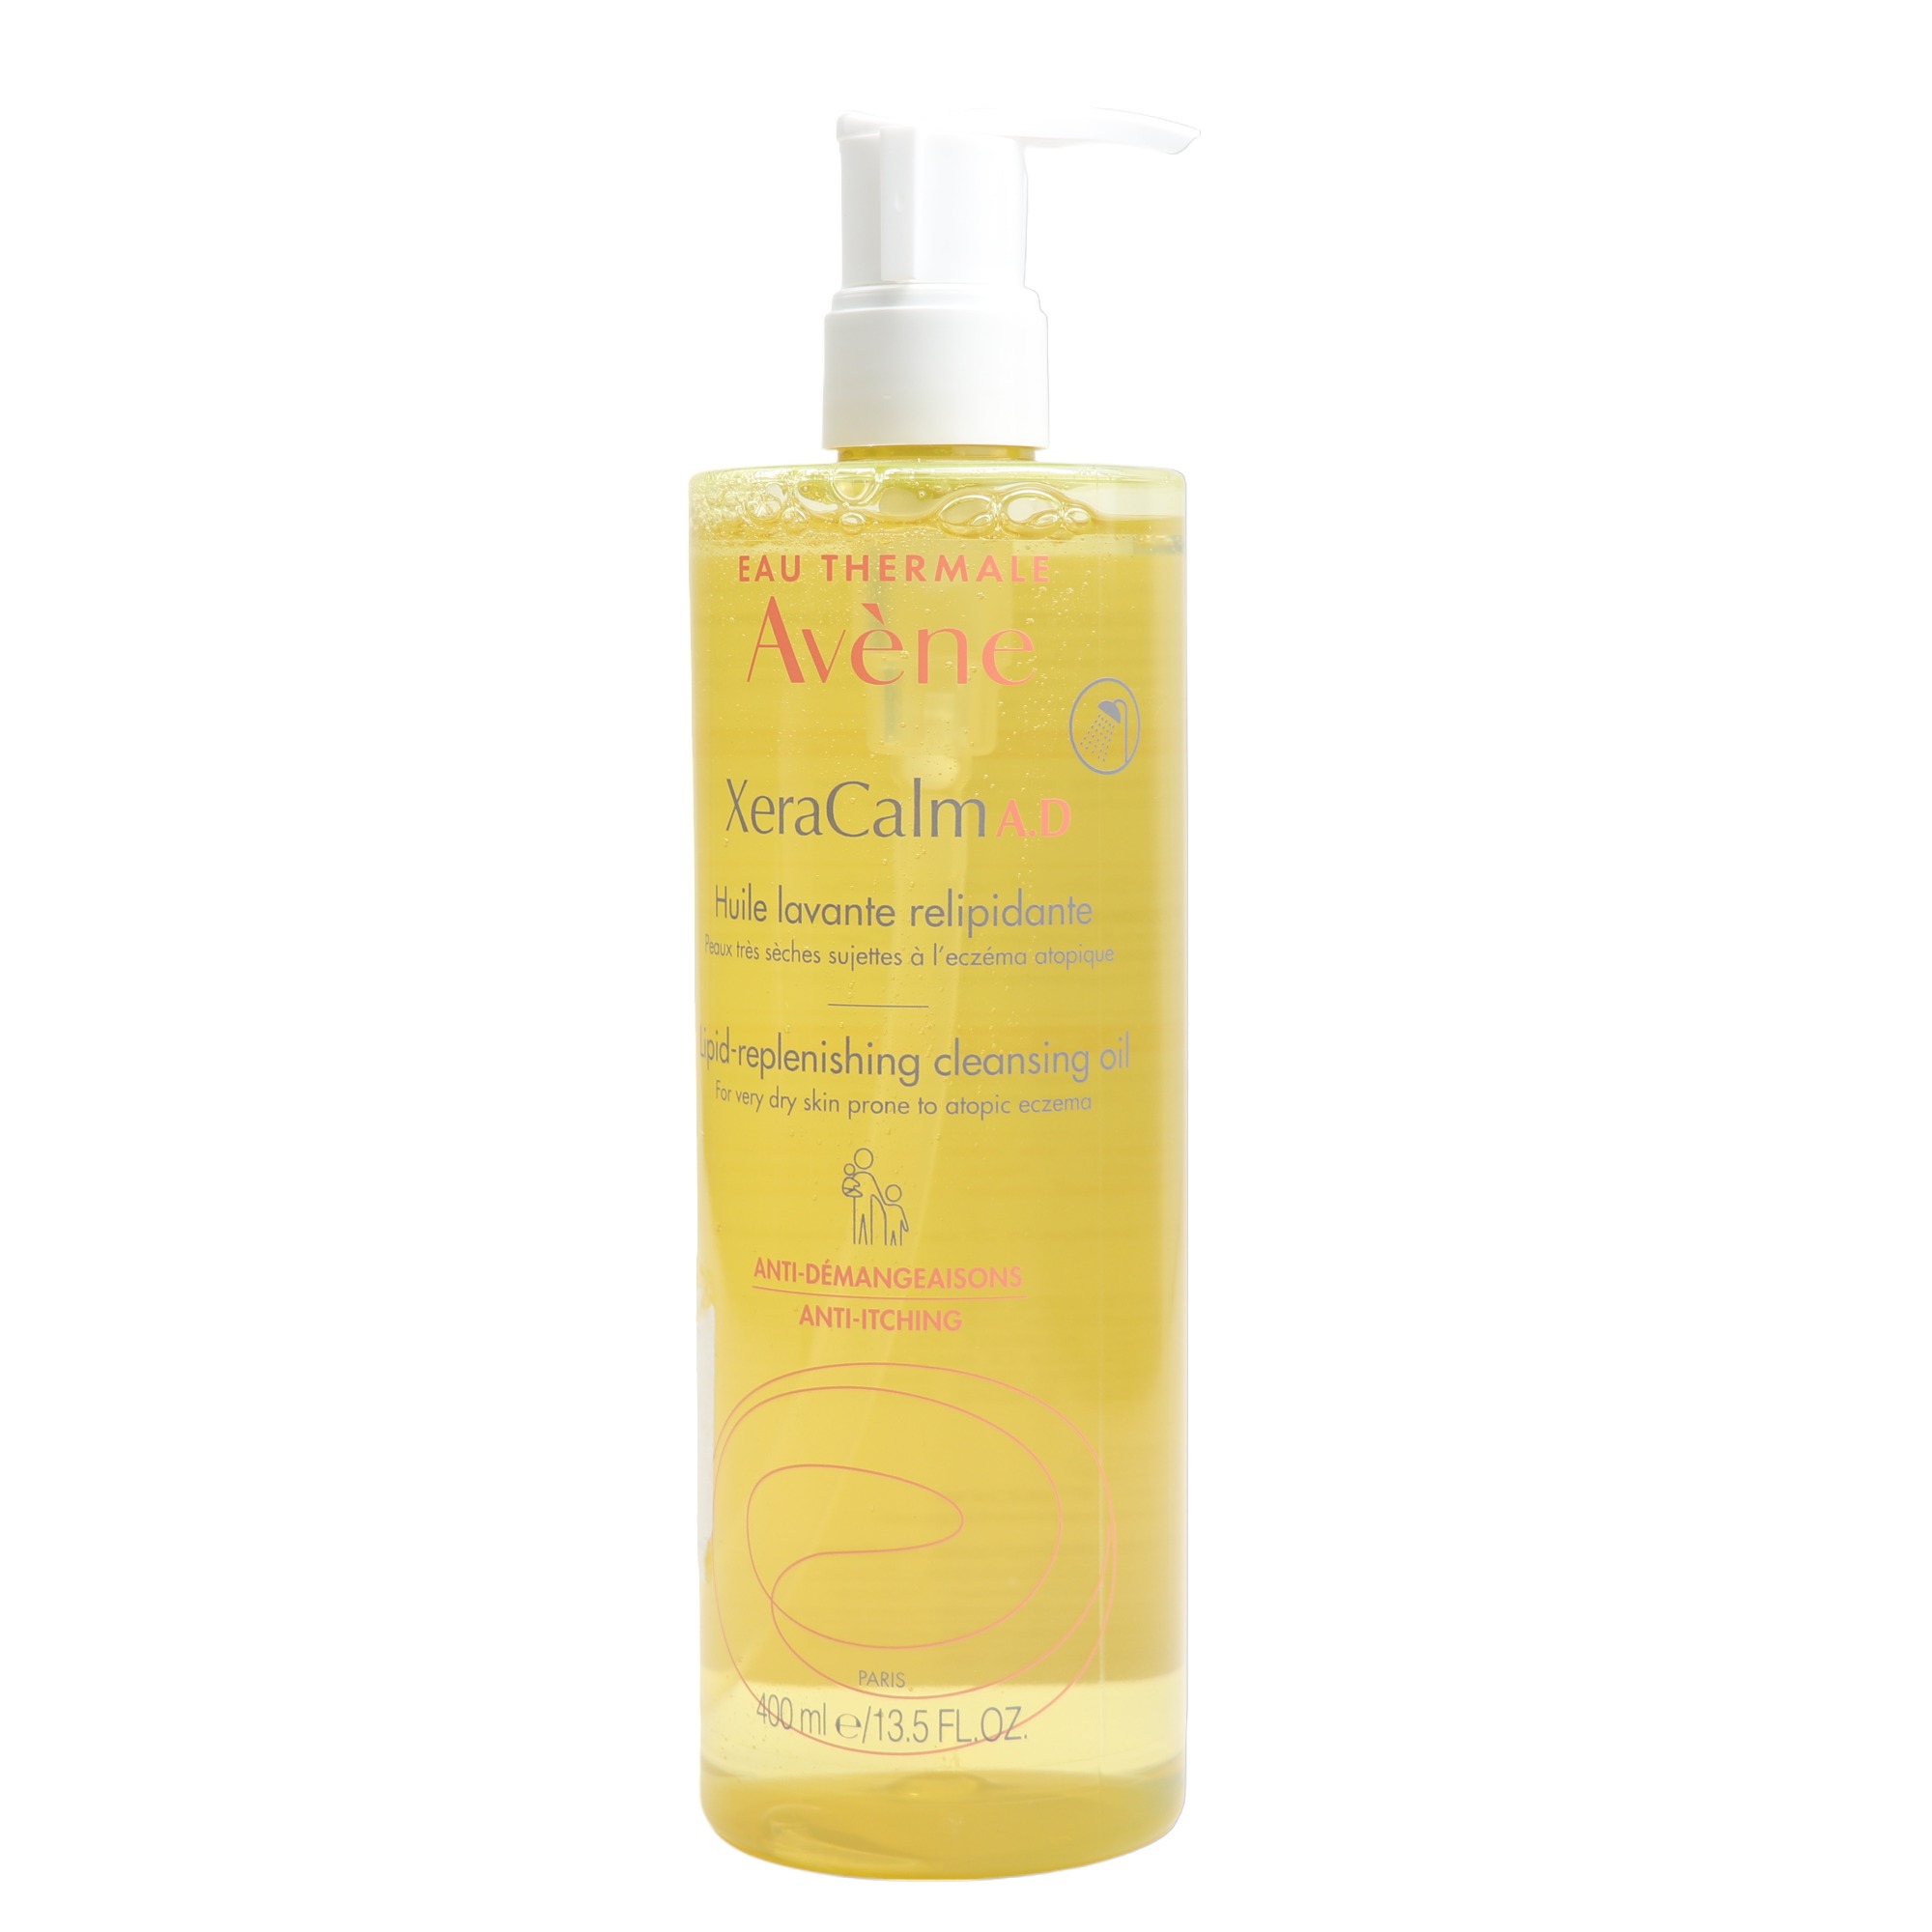 EAU THERMALE
Avène
XeraCalm A.D
Huile lavante relipidante
Peaux très sèches sujettes à l'eczéma atopique
Lipid-replenishing cleansing oil
For very dry skin prone to atopic eczema
ANTI-DÉMANGEAISONS
ANTI-ITCHING
PARIS
400 ml e/13.5 FL.OZ.